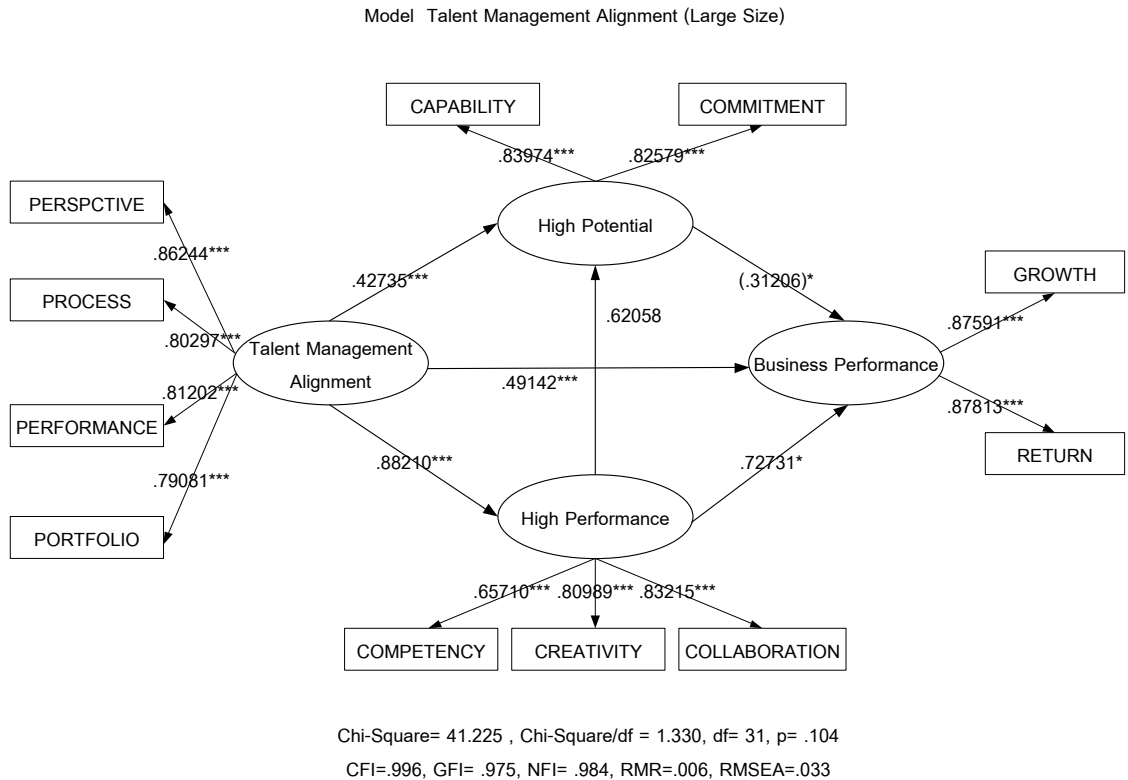 Model Talent Management Alignment (Large Size)
CAPABILITY
COMMITMENT
.83974***
.82579***
PERSPCTIVE
High Potential
.86244***
.42735***
(.31206)*
GROWTH
PROCESS
.62058
.87591***
.80297***
Talent Management
Alignment
Business Performance
.49142***
.81202***
.87813***
PERFORMANCE
RETURN
.88210***
.72731*
.79081***
High Performance
PORTFOLIO
.65710***
.80989***
.83215***
COMPETENCY
CREATIVITY
COLLABORATION
Chi-Square= 41.225 , Chi-Square/df = 1.330, df= 31, p= .104
CFI=.996, GFI= .975, NFI= .984, RMR=.006, RMSEA=.033